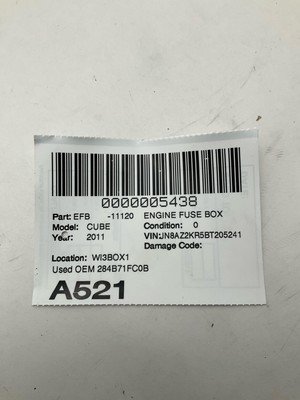 0000005438
Part: EFB -11120 ENGINE FUSE BOX
Model: CUBE Condition: 0
Year: 2011 VIN:JN8AZ2KR5BT205241
Damage Code:
Location: WI3BOX1
Used OEM 284B71FC0B
A521